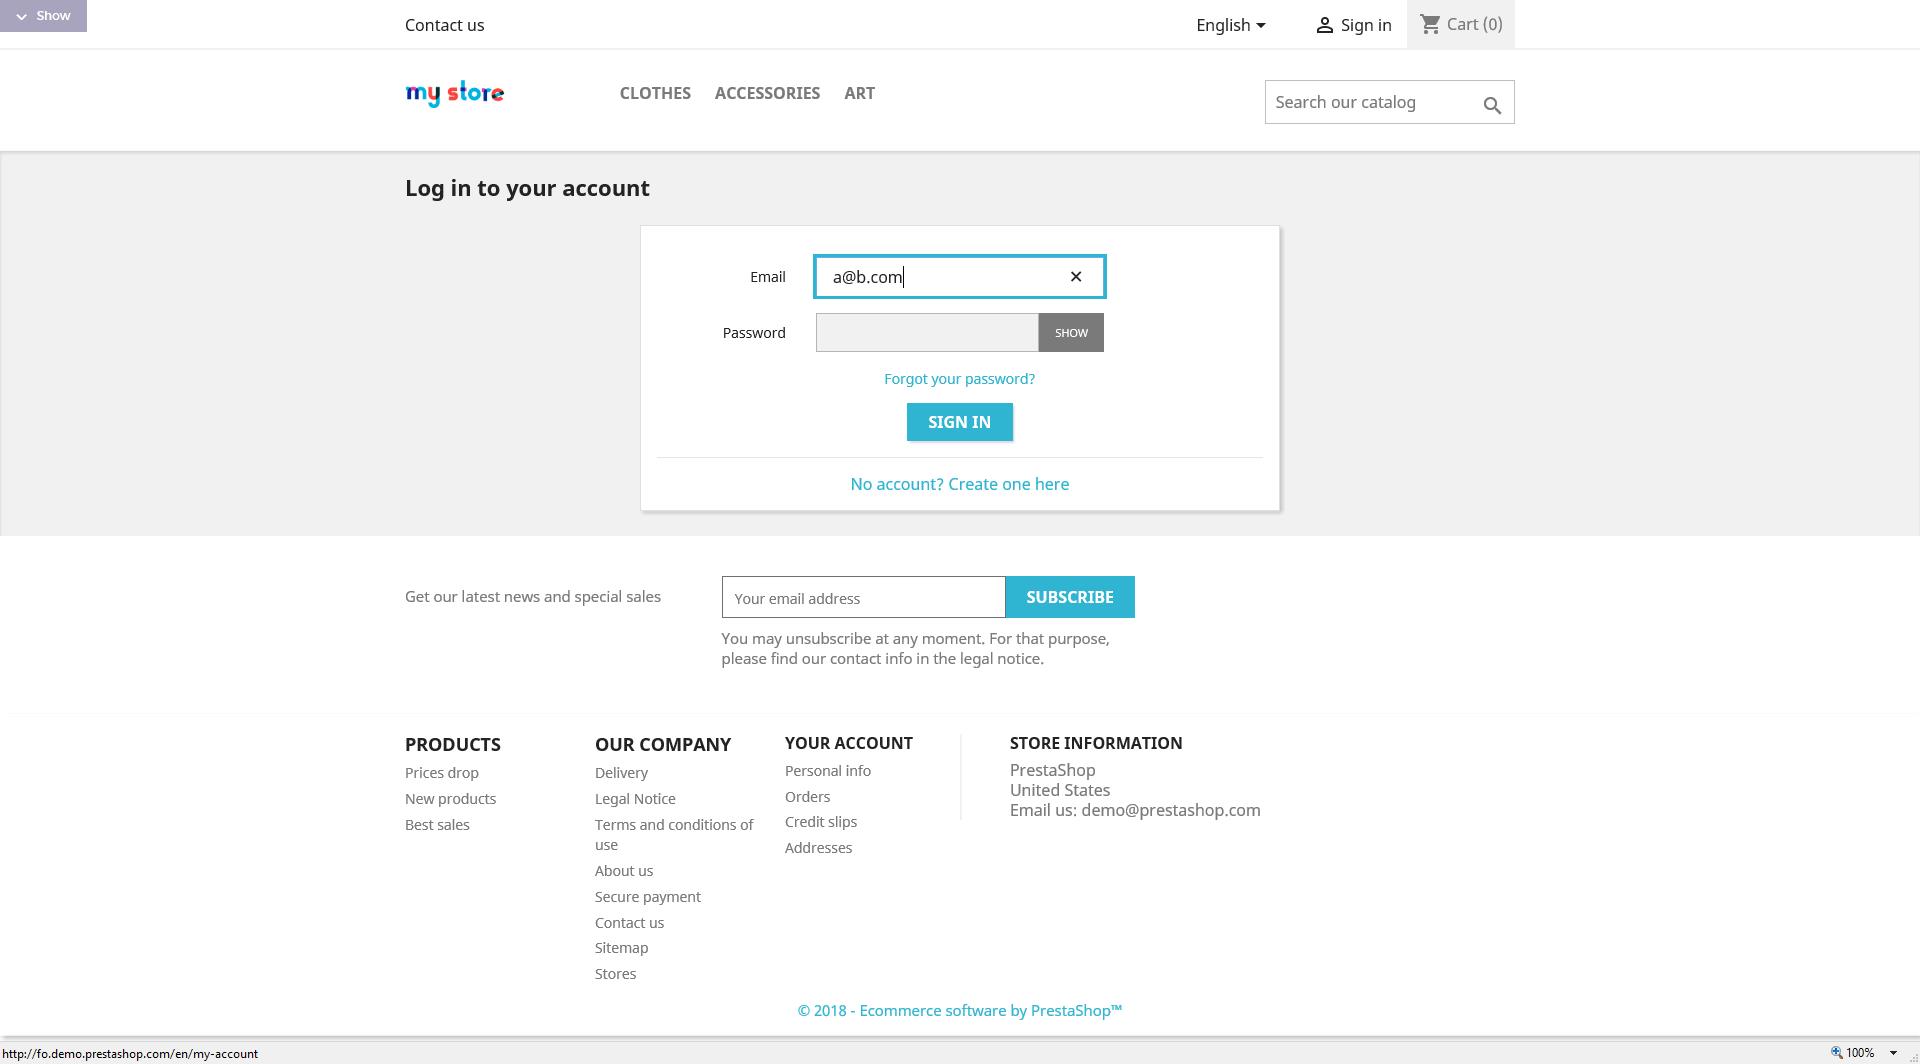 Show
Contact us
English
Sign in
Cart (0)
my store
CLOTHES
ACCESSORIES
ART
Search our catalog
Log in to your account
Email
a@b.com
Password
SHOW
Forgot your password?
SIGN IN
No account? Create one here
Get our latest news and special sales
Your email address
SUBSCRIBE
You may unsubscribe at any moment. For that purpose,
please find our contact info in the legal notice.
PRODUCTS
Prices drop
New products
Best sales
OUR COMPANY
Delivery
Legal Notice
Terms and conditions of
use
About us
Secure payment
Contact us
Sitemap
Stores
YOUR ACCOUNT
Personal info
Orders
Credit slips
Addresses
STORE INFORMATION
PrestaShop
United States
Email us: demo@prestashop.com
© 2018 - Ecommerce software by PrestaShop™
http://fo.demo.prestashop.com/en/my-account
100%